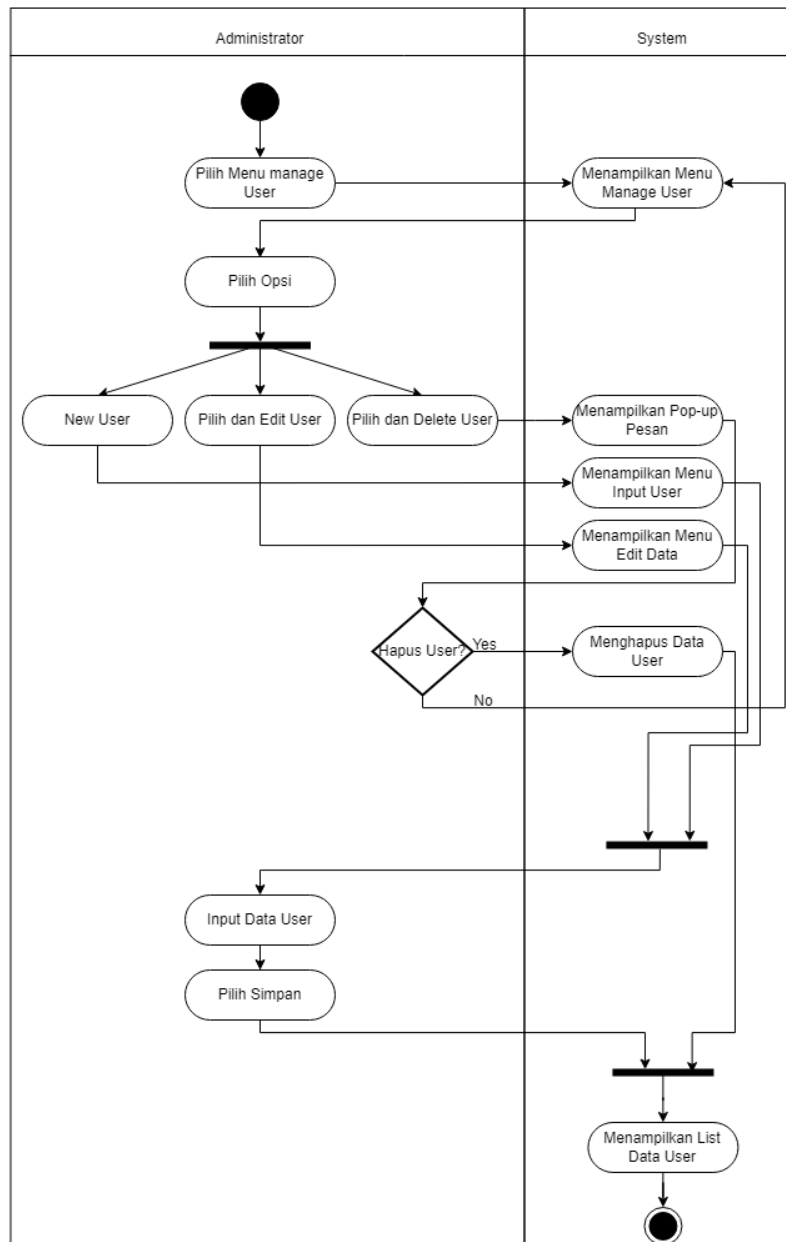 Administrator
System
Pilih Menu manage
User
Menampilkan Menu
Manage User
Pilih Opsi
New User
Pilih dan Edit User
Pilih dan Delete User
Menampilkan Pop-up
Pesan
Menampilkan Menu
Input User
Menampilkan Menu
Edit Data
Hapus User?
Yes
Menghapus Data
User
No
Input Data User
Pilih Simpan
Menampilkan List
Data User